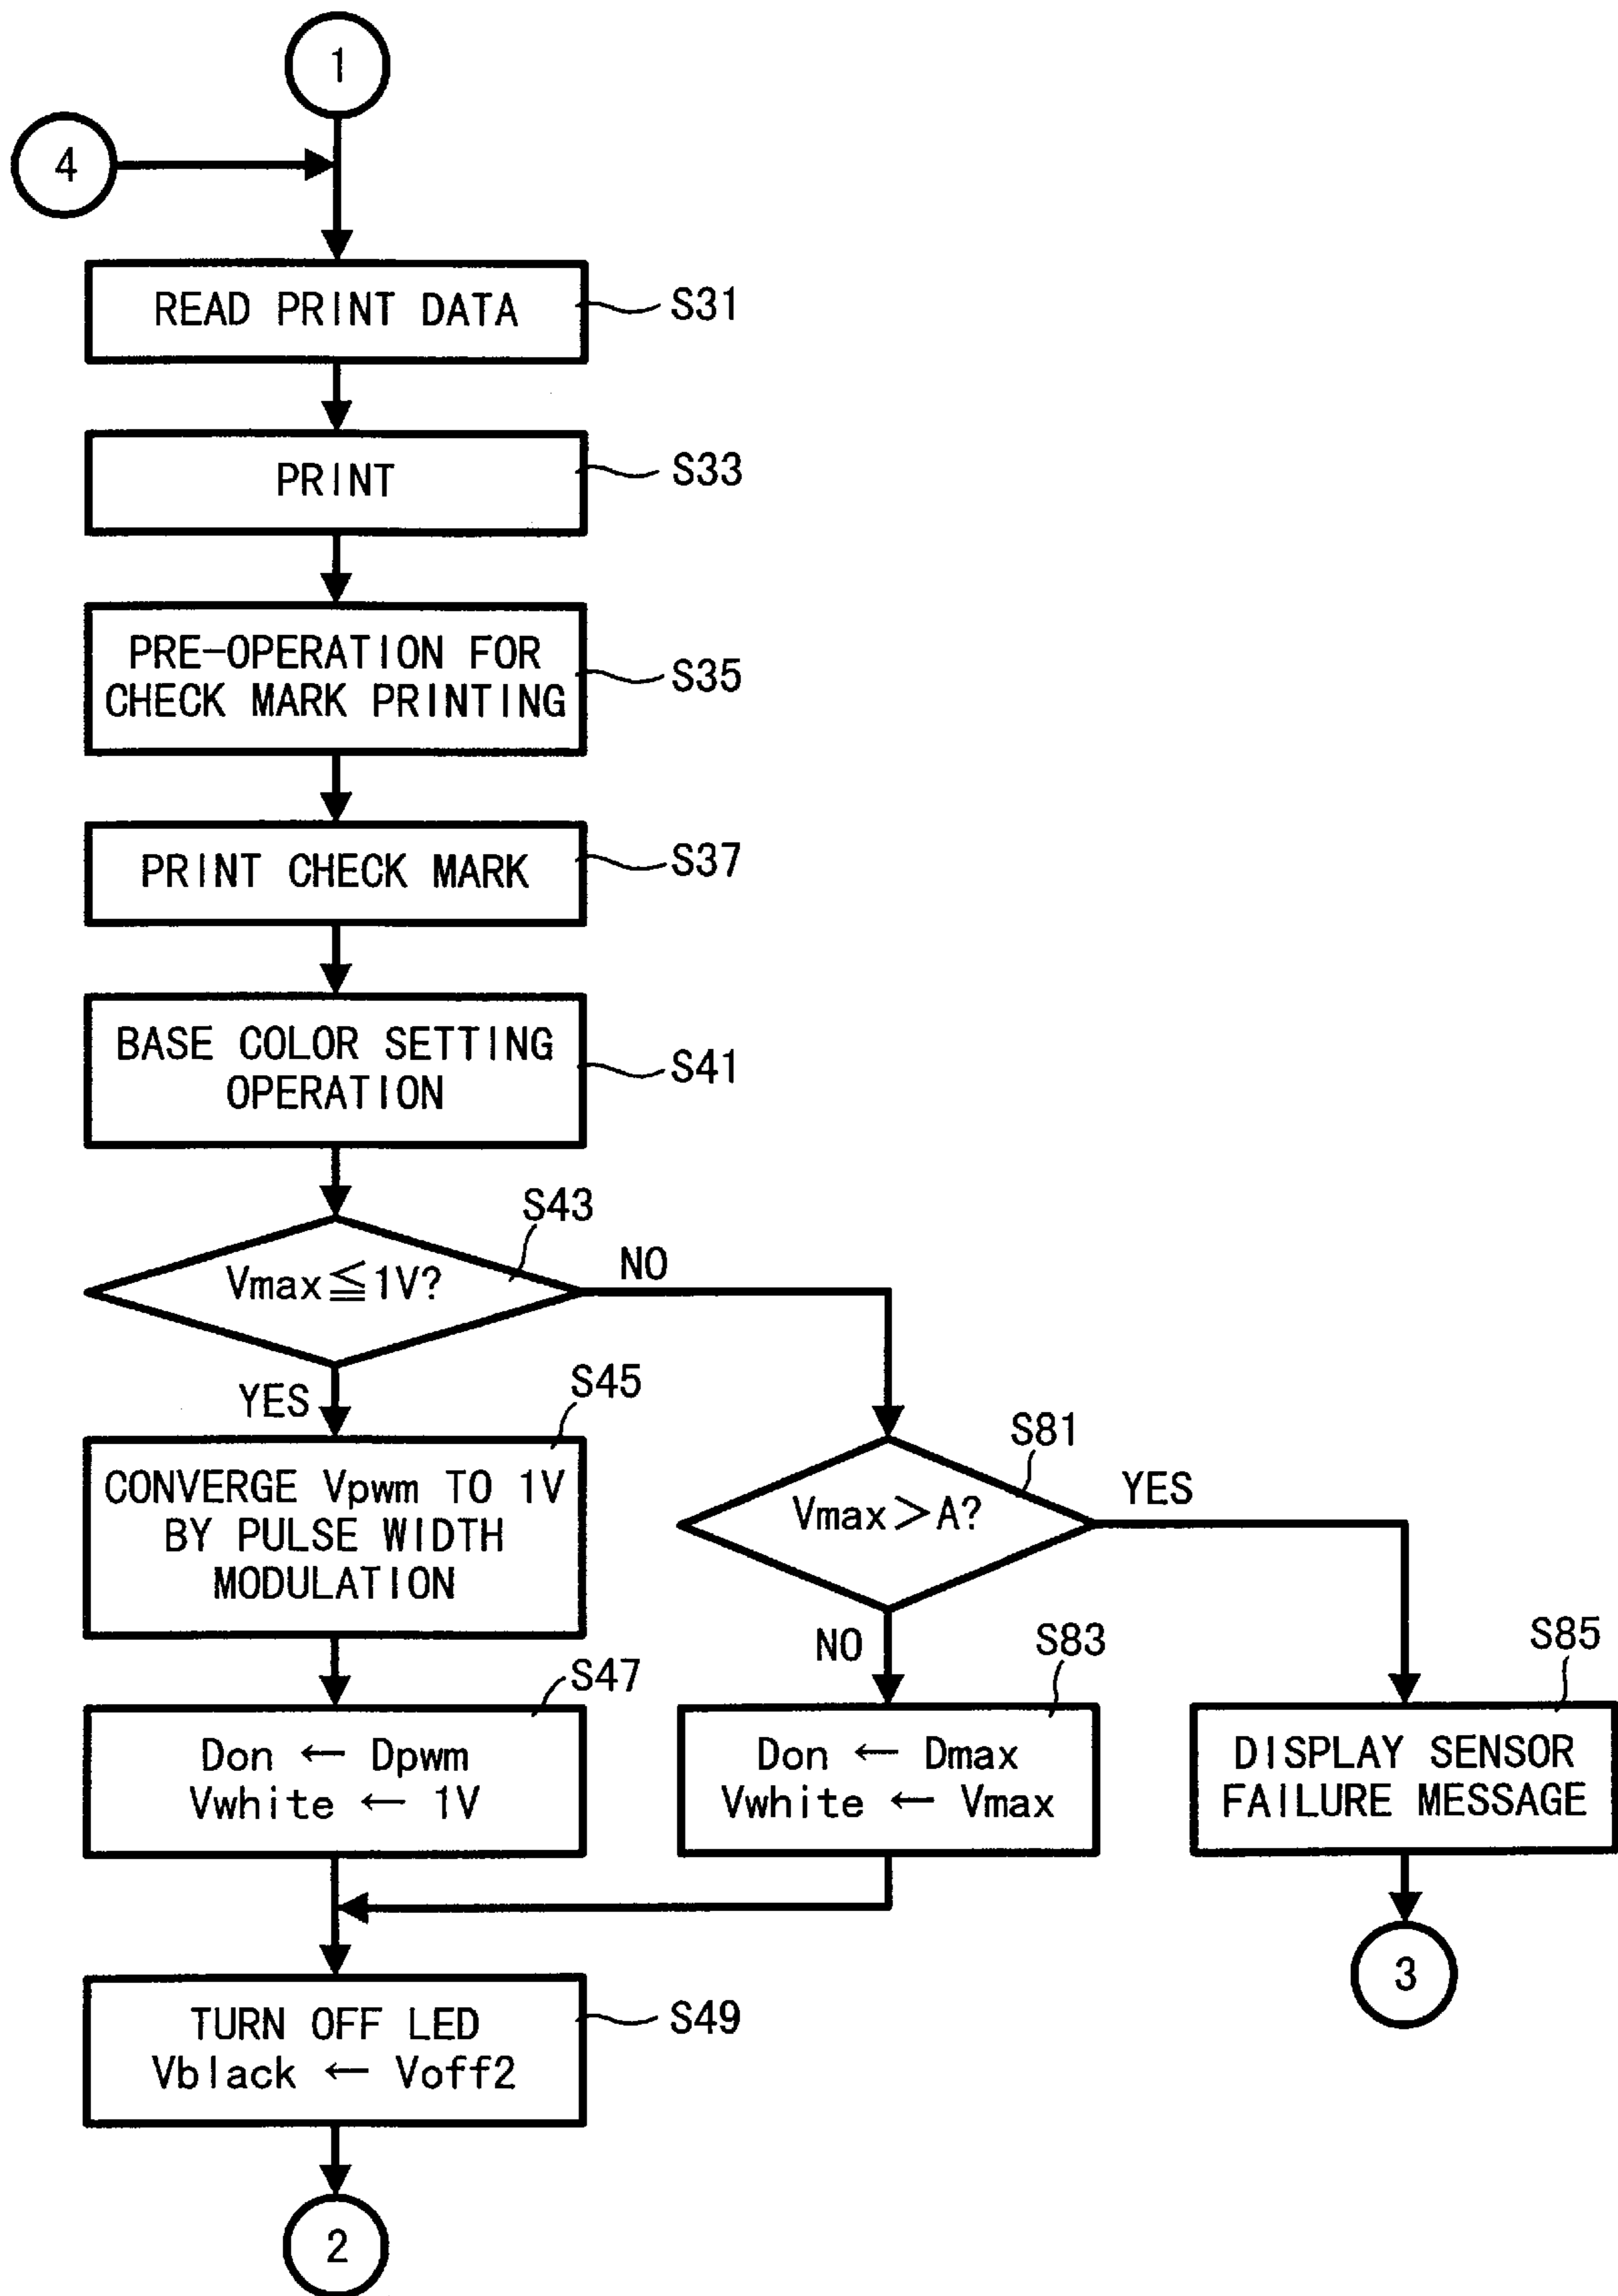 1
4
READ PRINT DATA
S31
PRINT
S33
PRE-OPERATION FOR
CHECK MARK PRINTING
S35
PRINT CHECK MARK
S37
BASE COLOR SETTING
OPERATION
S41
S43
Vmax≦1V?
NO
YES
S45
CONVERGE Vpwm TO 1V
BY PULSE WIDTH
MODULATION
S81
Vmax>A?
YES
NO
S47
Don ← Dpwm
Vwhite ← 1V
S83
Don ← Dmax
Vwhite ← Vmax
S85
DISPLAY SENSOR
FAILURE MESSAGE
3
TURN OFF LED
Vblack ← Voff2
S49
2